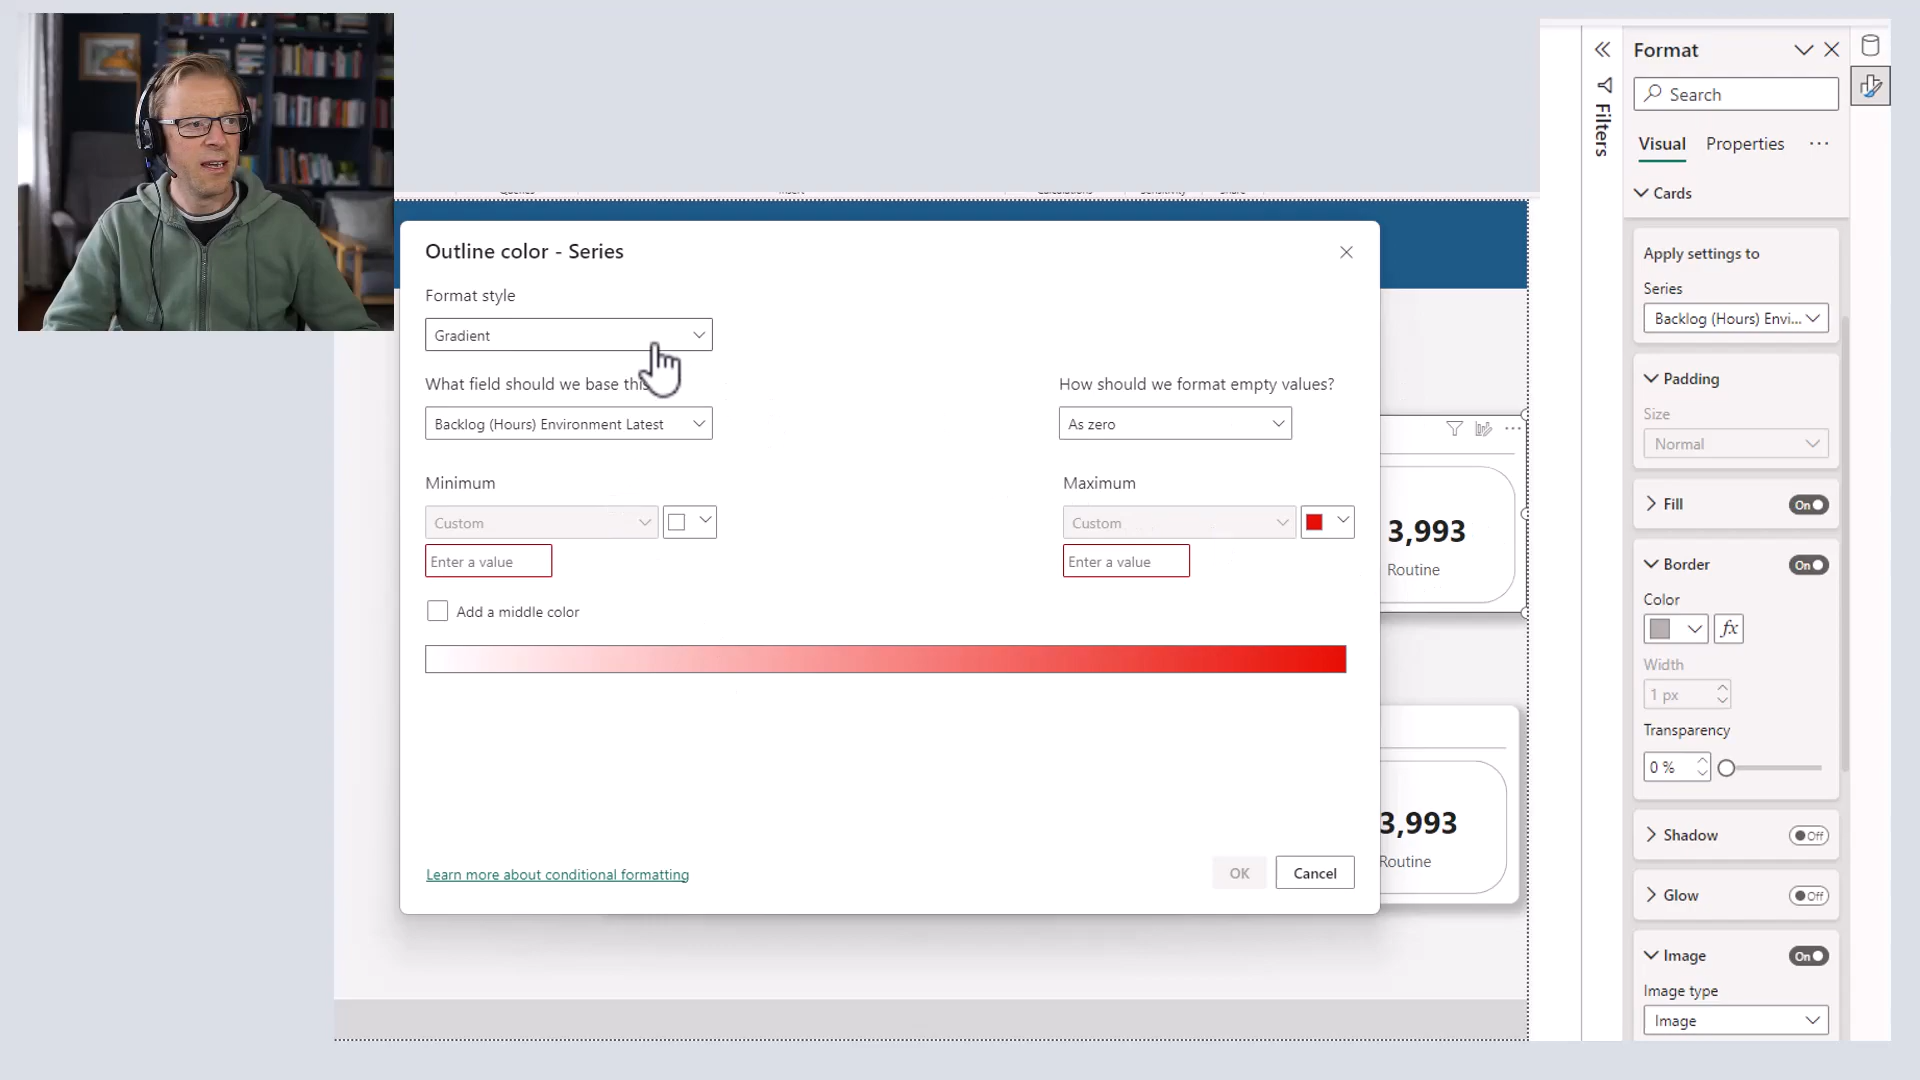 Outline color - Series
Format style
Gradient
What field should we base
Backlog (Hours) Environment Latest
How should we format empty values?
As zero
Minimum
Custom
Enter a value
Maximum
Custom
Enter a value
Add a middle color
Learn more about conditional formatting
OK
Cancel
3,993
Routine
3,993
Routine
Filters
Format
Search
Visual
Properties
Cards
Apply settings to
Series
Backlog (Hours) Envi...
Padding
Size
Normal
Fill
On
Border
On
Color
fx
Width
1 px
Transparency
0 %
Shadow
Off
Glow
Off
Image
On
Image type
Image